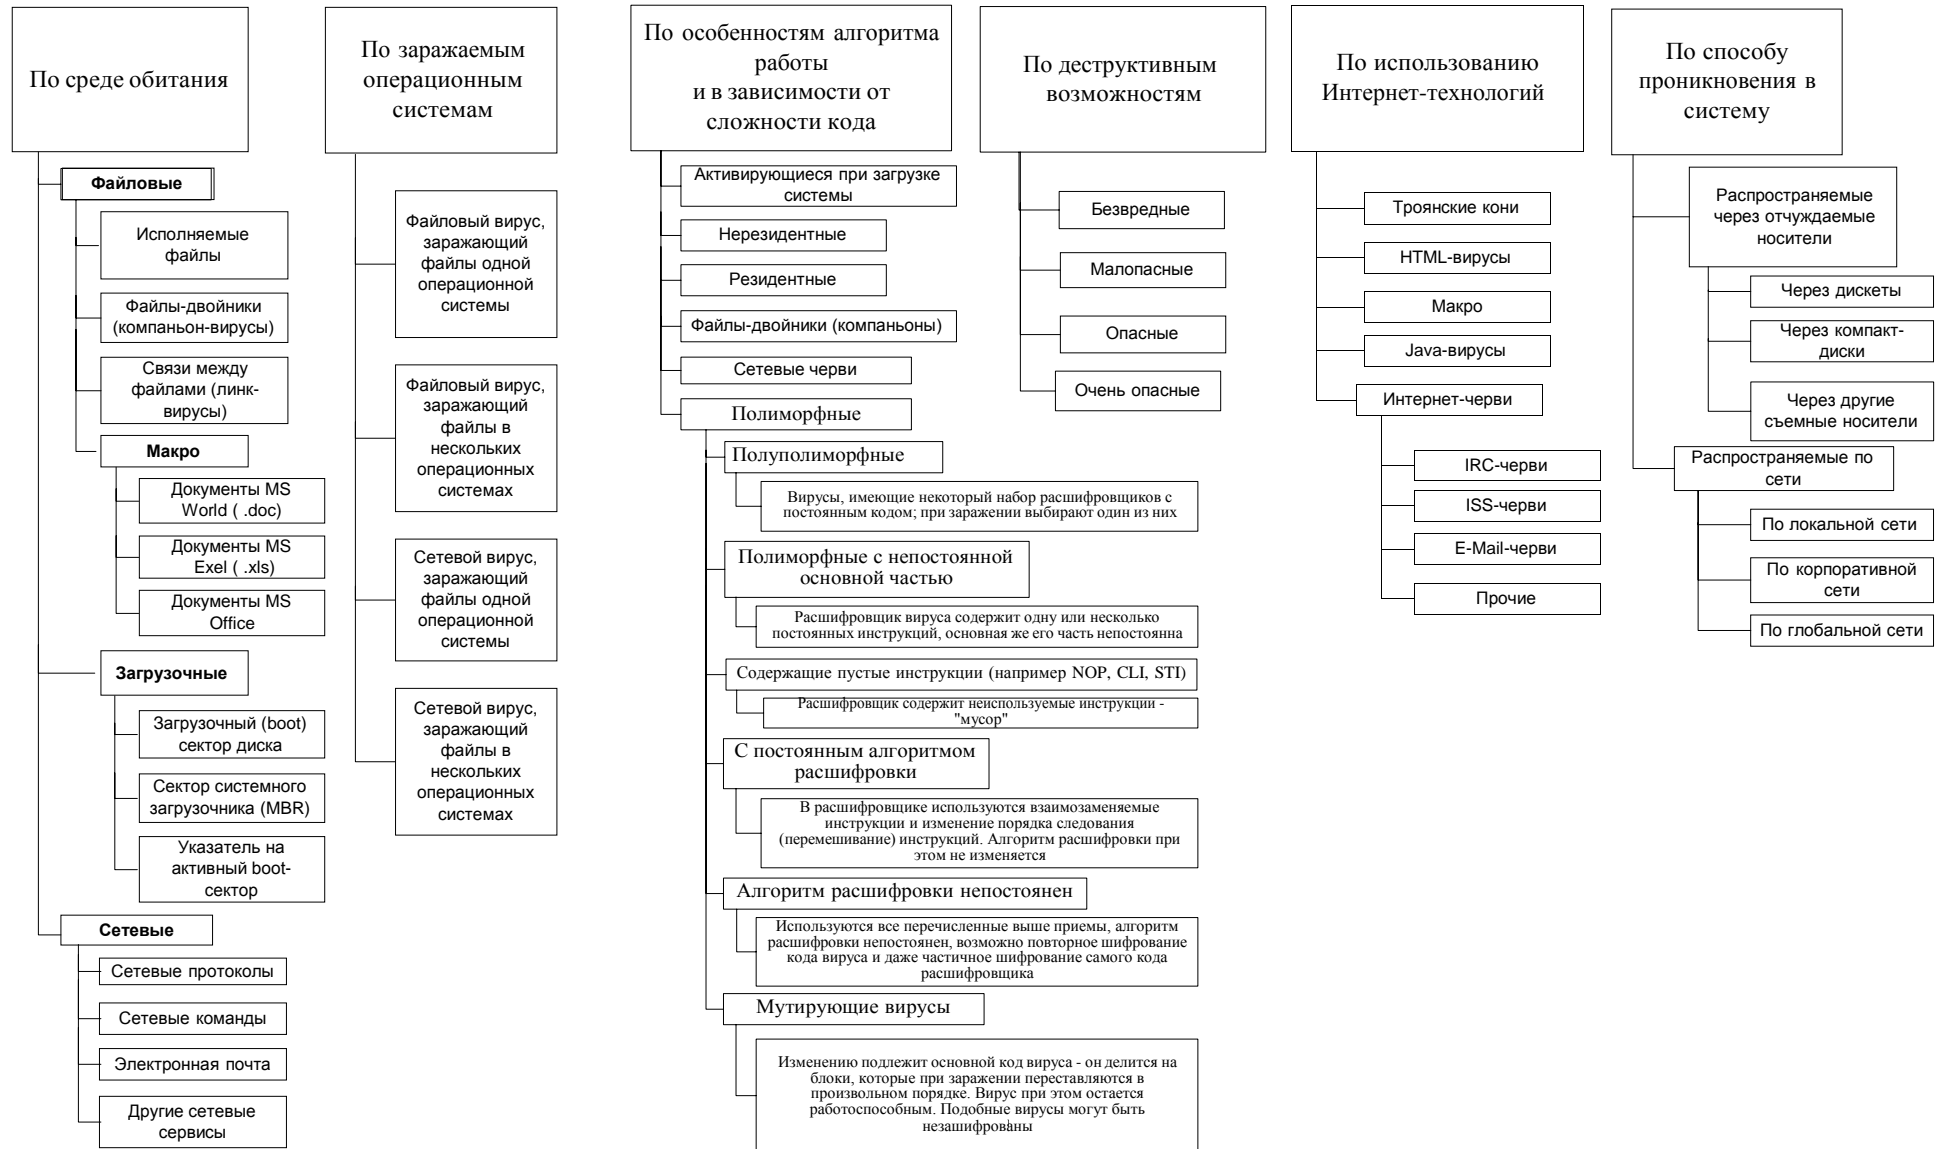 По среде обитания
Файловые
Исполняемые
файлы
Файлы-двойники
(компаньон-вирусы)
Связи между
файлами (линк-
вирусы)
Макро
Документы MS
World ( .doc)
Документы MS
Exel ( .xls)
Документы MS
Office
Загрузочные
Загрузочный (boot)
сектор диска
Сектор системного
загрузочника (MBR)
Указатель на
активный boot-
сектор
Сетевые
Сетевые протоколы
Сетевые команды
Электронная почта
Другие сетевые
сервисы
По заражаемым
операционным
системам
Файловый вирус,
заражающий
файлы одной
операционной
системы
Файловый вирус,
заражающий
файлы в
нескольких
операционных
системах
Сетевой вирус,
заражающий
файлы одной
операционной
системы
Сетевой вирус,
заражающий
файлы в
нескольких
операционных
системах
По особенностям алгоритма
работы
и в зависимости от
сложности кода
Активирующиеся при загрузке
системы
Нерезидентные
Резидентные
Файлы-двойники (компаньоны)
Сетевые черви
Полиморфные
Полуполиморфные
Вирусы, имеющие некоторый набор расшифровщиков с
постоянным кодом; при заражении выбирают один из них
Полиморфные с непостоянной
основной частью
Расшифровщик вируса содержит одну или несколько
постоянных инструкций, основная же его часть непостоянна
Содержащие пустые инструкции (например NOP, CLI, STI)
Расшифровщик содержит неиспользуемые инструкции -
"мусор"
С постоянным алгоритмом
расшифровки
В расшифровщике используются взаимозаменяемые
инструкции и изменение порядка следования
(перемешивание) инструкций. Алгоритм расшифровки при
этом не изменяется
Алгоритм расшифровки непостоянен
Используются все перечисленные выше приемы, алгоритм
расшифровки непостоянен, возможно повторное шифрование
кода вируса и даже частичное шифрование самого кода
расшифровщика
Мутирующие вирусы
Изменению подлежит основной код вируса - он делится на
блоки, которые при заражении переставляются в
произвольном порядке. Вирус при этом остается
работоспособным. Подобные вирусы могут быть
незашифрованы
По деструктивным
возможностям
Безвредные
Малопасные
Опасные
Очень опасные
По использованию
Интернет-технологий
Троянские кони
HTML-вирусы
Макро
Java-вирусы
Интернет-черви
IRC-черви
ISS-черви
E-Mail-черви
Прочие
По способу
проникновения в
систему
Распространяемые
через отчуждаемые
носители
Через дискеты
Через компакт-
диски
Через другие
съемные носители
Распространяемые по
сети
По локальной сети
По корпоративной
сети
По глобальной сети